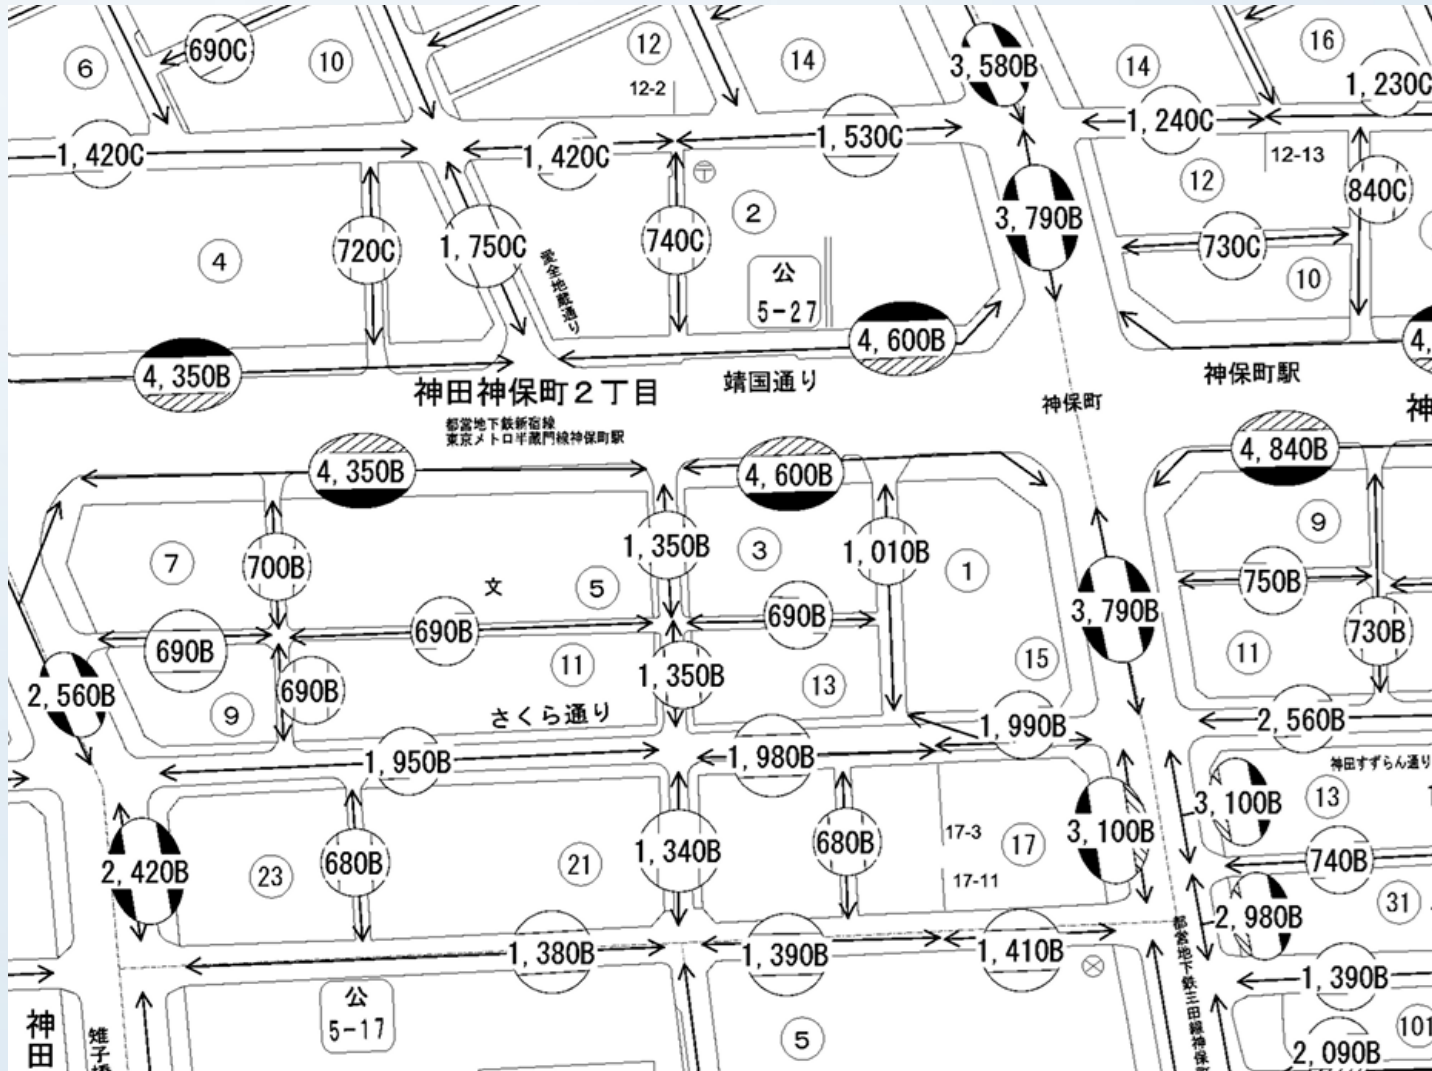 690C
6
10
12
12-2
14
3,580B
14
16
1,230C
1,420C
1,420C
1,530C
1,240C
12-13
12
840C
720C
1,750C
740C
2
3,790B
730C
4
愛全地蔵通り
公
5-27
10
4,350B
4,600B
4,
神田神保町2丁目
靖国通り
神保町
神保町駅
神
都営地下鉄新宿線
東京メトロ半蔵門線神保町駅
4,350B
4,600B
4,840B
7
700B
文
5
1,350B
3
1,010B
1
9
750B
3,790B
690B
690B
690B
730B
2,560B
690B
11
1,350B
13
15
11
9
さくら通り
1,950B
1,980B
1,990B
2,560B
神田すずらん通り
2,420B
23
680B
21
1,340B
680B
17-3
17
17-11
3,100B
3,100B
13
1
740B
2,980B
31
1,380B
1,390B
1,410B
都営地下鉄三田線神保町
1,390B
公
5-17
5
神田
雉子橋
101
2,090B